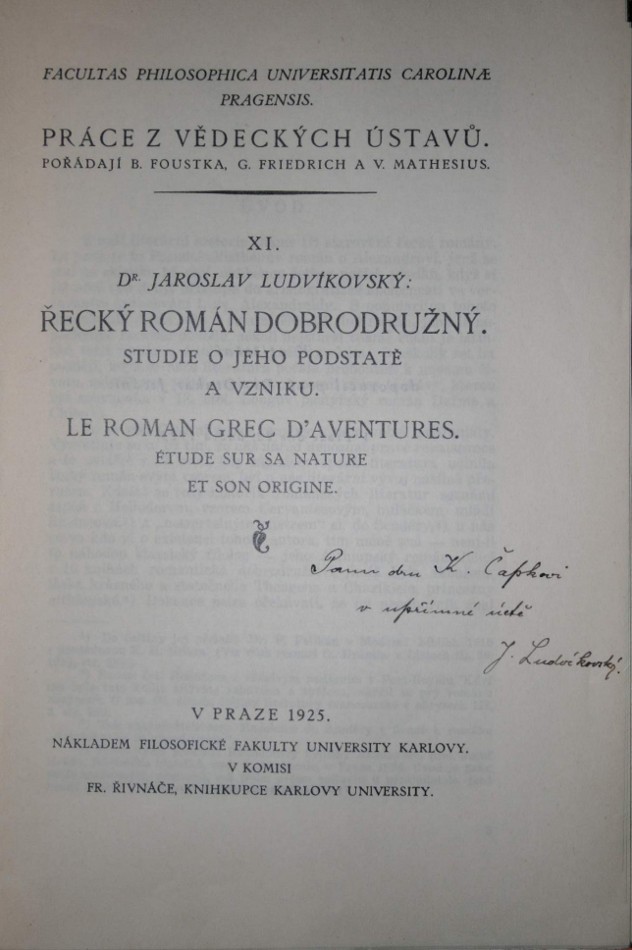 FACULTAS PHILOSOPHICA UNIVERSITATIS CAROLINÆ
PRAGENSIS.
PRÁCE Z VĚDECKÝCH ÚSTAVŮ.
POŘÁDAJÍ B. FOUSTKA, G. FRIEDRICH A V. MATHESIUS.
XI.
DR. JAROSLAV LUDVÍKOVSKÝ:
ŘECKÝ ROMÁN DOBRODRUŽNÝ.
STUDIE O JEHO PODSTATĚ
A VZNIKU.
LE ROMAN GREC D'AVENTURES.
ÉTUDE SUR SA NATURE
ET SON ORIGINE.
Panu dru K. Čapkovi
v upřímné úctě
J. Ludvíkovský.
V PRAZE 1925.
NÁKLADEM FILOSOFICKÉ FAKULTY UNIVERSITY KARLOVY.
V KOMISI
FR. ŘIVNÁČE, KNIHKUPCE KARLOVY UNIVERSITY.